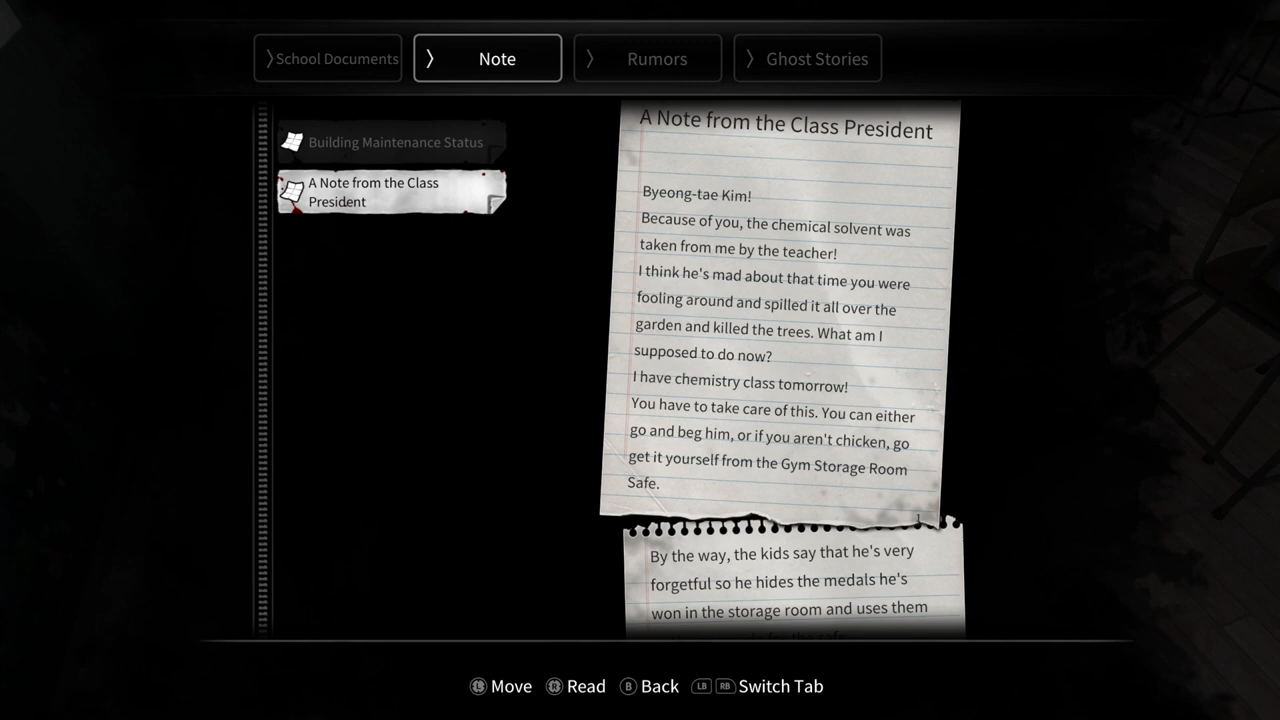 School Documents
Note
Rumors
Ghost Stories
Building Maintenance Status
A Note from the Class
President
A Note from the Class President
Byeong-tae Kim!
Because of you, the chemical solvent was
taken from me by the teacher!
I think he's mad about that time you were
fooling around and spilled it all over the
garden and killed the trees. What am I
supposed to do now?
I have chemistry class tomorrow!
You have to take care of this. You can either
go and beg him, or if you aren't chicken, go
get it yourself from the Gym Storage Room
Safe.
By the way, the kids say that he's very
forgetful so he hides the medals he's
won in the storage room and uses them
Move
Read
B Back
LB RB Switch Tab